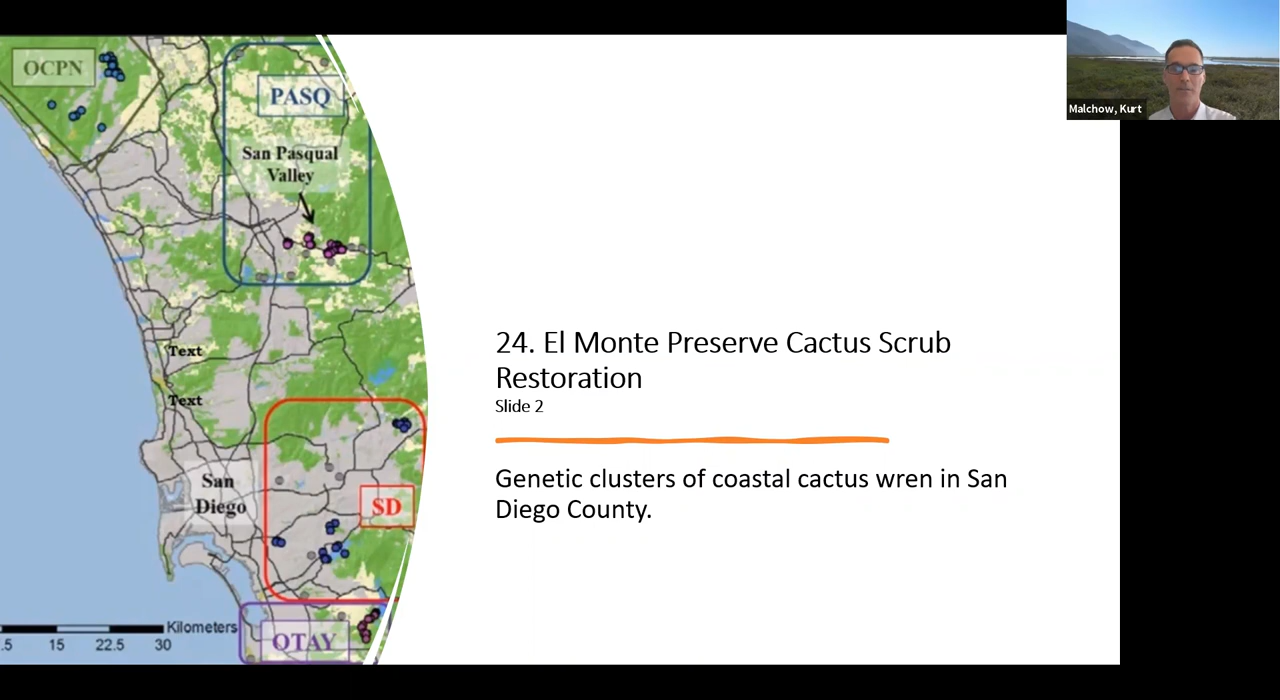 OCPN
PASQ
San Pasqual
Valley
Text
Text
San
Diego
SD
OTAY
Kilometers
.5 15 22.5 30
24. El Monte Preserve Cactus Scrub
Restoration
Slide 2
Genetic clusters of coastal cactus wren in San
Diego County.
Malchow, Kurt